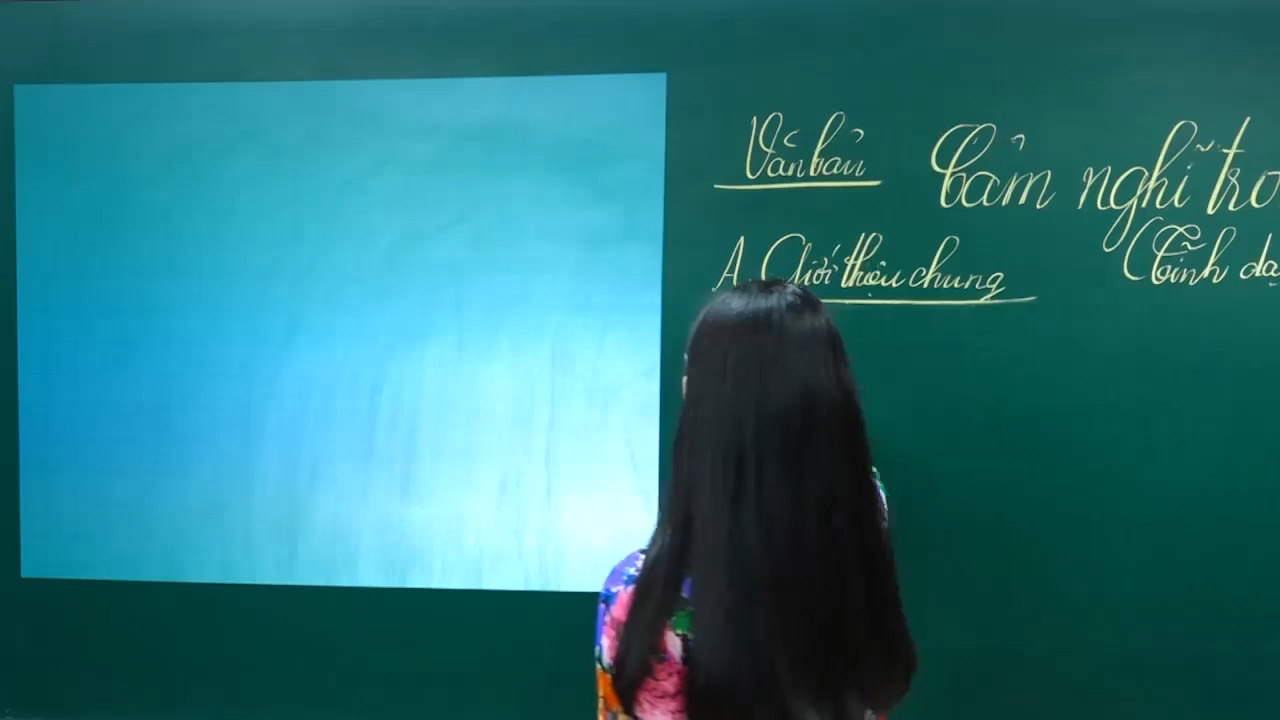 Văn bản Cảm nghĩ tro
(Tĩnh dạ
A. Giới thiệu chung